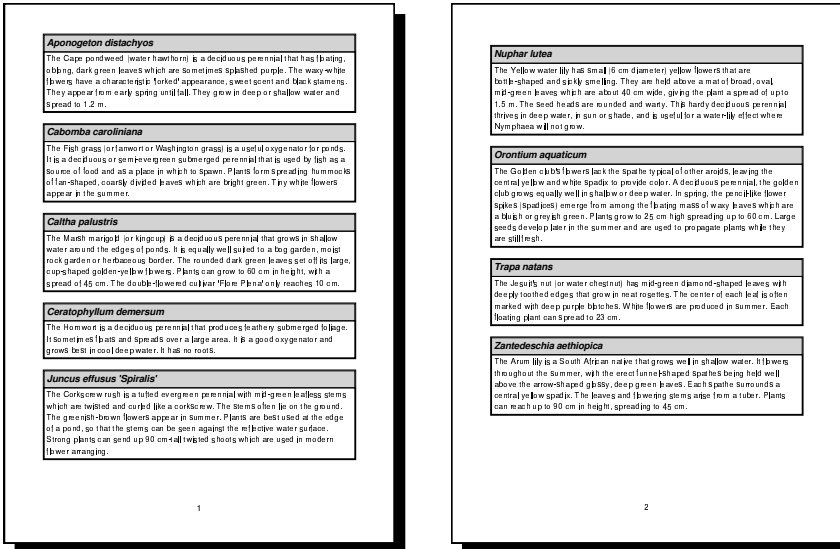 Aponogeton distachyos
The Cape pondweed (water hawthorn) is a deciduous perennial that has floating,
oblong, dark green leaves which are sometimes splashed purple. The waxy-white
flowers have a characteristic 'forked' appearance, sweet scent and black stamens.
They appear from early spring until fall. They grow in deep or shallow water and
spread to 1.2 m.
Cabomba caroliniana
The Fish grass (or fanwort or Washington grass) is a useful oxygenator for ponds.
It is a deciduous or semi-evergreen submerged perennial that is used by fish as a
source of food and as a place in which to spawn. Plants form spreading hummocks
of fan-shaped, coarsly divided leaves which are bright green. Tiny white flowers
appear in the summer.
Caltha palustris
The Marsh marigold (or kingcup) is a deciduous perennial that grows in shallow
water around the edges of ponds. It is equally well suited to a bog garden, moist
rock garden or herbaceous border. The rounded dark green leaves set off its large,
cup-shaped golden-yellow flowers. Plants can grow to 60 cm in height, with a
spread of 45 cm. The double-flowered cultivar 'Flore Plena' only reaches 10 cm.
Ceratophyllum demersum
The Hornwort is a deciduous perennial that produces feathery submerged foliage.
It sometimes floats and spreads over a large area. It is a good oxygenator and
grows best in cool deep water. It has no roots.
Juncus effusus 'Spiralis'
The Corkscrew rush is a tufted evergreen perennial with mid-green leafless stems
which are twisted and curled like a corkscrew. The stems often lie on the ground.
The greenish-brown flowers appear in summer. Plants are best used at the edge
of a pond, so that the stems can be seen against the reflective water surface.
Strong plants can send up 90 cm-tall twisted shoots which are used in modern
flower arranging.
1
Nuphar lutea
The Yellow water lily has small (6 cm diameter) yellow flowers that are
bottle-shaped and sickly smelling. They are held above a mat of broad, oval,
mid-green leaves which are about 40 cm wide, giving the plant a spread of up to
1.5 m. The seed heads are rounded and warty. This hardy deciduous perennial
thrives in deep water, in sun or shade, and is useful for a water-lily effect where
Nymphaea will not grow.
Orontium aquaticum
The Golden club's flowers lack the spathe typical of other aroids, leaving the
central yellow and white spadix to provide color. A deciduous perennial, the golden
club grows equally well in shallow or deep water. In spring, the pencil-like flower
spikes (spadices) emerge from among the floating mass of waxy leaves which are
a bluish or greyish green. Plants grow to 25 cm high spreading up to 60 cm. Large
seeds develop later in the summer and are used to propagate plants while they
are still fresh.
Trapa natans
The Jesuit's nut (or water chestnut) has mid-green diamond-shaped leaves with
deeply toothed edges that grow in neat rosettes. The center of each leaf is often
marked with deep purple blotches. White flowers are produced in summer. Each
floating plant can spread to 23 cm.
Zantedeschia aethiopica
The Arum lily is a South African native that grows well in shallow water. It flowers
throughout the summer, with the erect funnel-shaped spathes being held well
above the arrow-shaped glossy, deep green leaves. Each spathe surrounds a
central yellow spadix. The leaves and flowering stems arise from a tuber. Plants
can reach up to 90 cm in height, spreading to 45 cm.
2